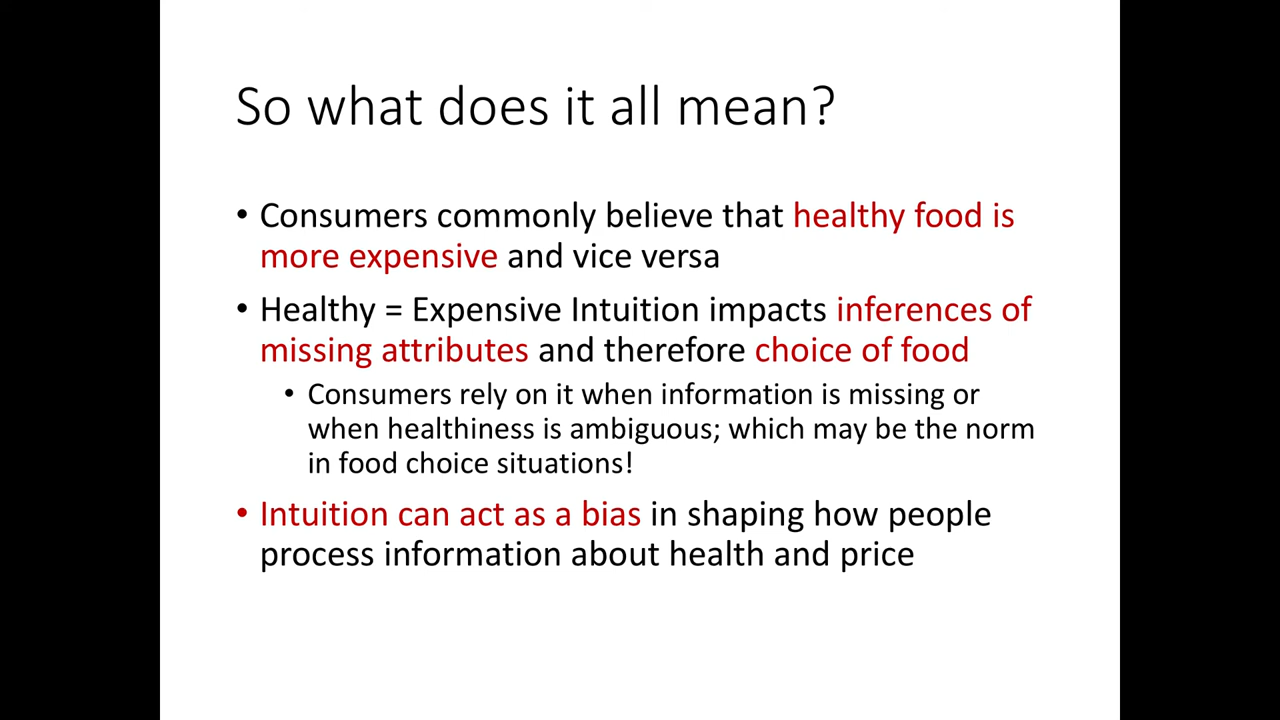 So what does it all mean?
• Consumers commonly believe that healthy food is
more expensive and vice versa
• Healthy = Expensive Intuition impacts inferences of
missing attributes and therefore choice of food
• Consumers rely on it when information is missing or
when healthiness is ambiguous; which may be the norm
in food choice situations!
• Intuition can act as a bias in shaping how people
process information about health and price